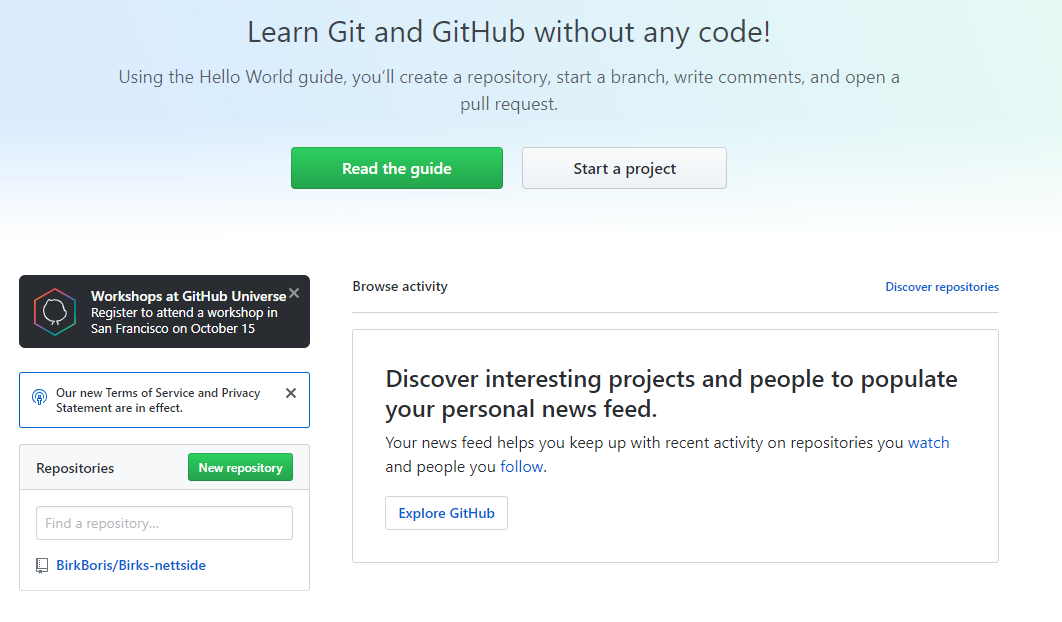 Learn Git and GitHub without any code!
Using the Hello World guide, you’ll create a repository, start a branch, write comments, and open a
pull request.
Read the guide
Start a project
Workshops at GitHub Universe
Register to attend a workshop in
San Francisco on October 15
Our new Terms of Service and Privacy
Statement are in effect.
Repositories
New repository
Find a repository...
BirkBoris/Birks-nettside
Browse activity
Discover repositories
Discover interesting projects and people to populate
your personal news feed.
Your news feed helps you keep up with recent activity on repositories you watch
and people you follow.
Explore GitHub